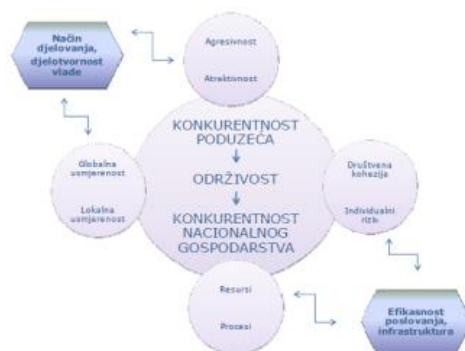 Način
djelovanja,
djelotvornost
vlade
Agresivnost
Atraktivnost
KONKURENTNOST
PODUZEĆA
ODRŽIVOST
KONKURENTNOST
NACIONALNOG
GOSPODARSTVA
Globalna
usmjerenost
Lokalna
usmjerenost
Društvena
kohezija
Individualni
rizik
Resursi
Procesi
Efikasnost
poslovanja,
infrastruktura